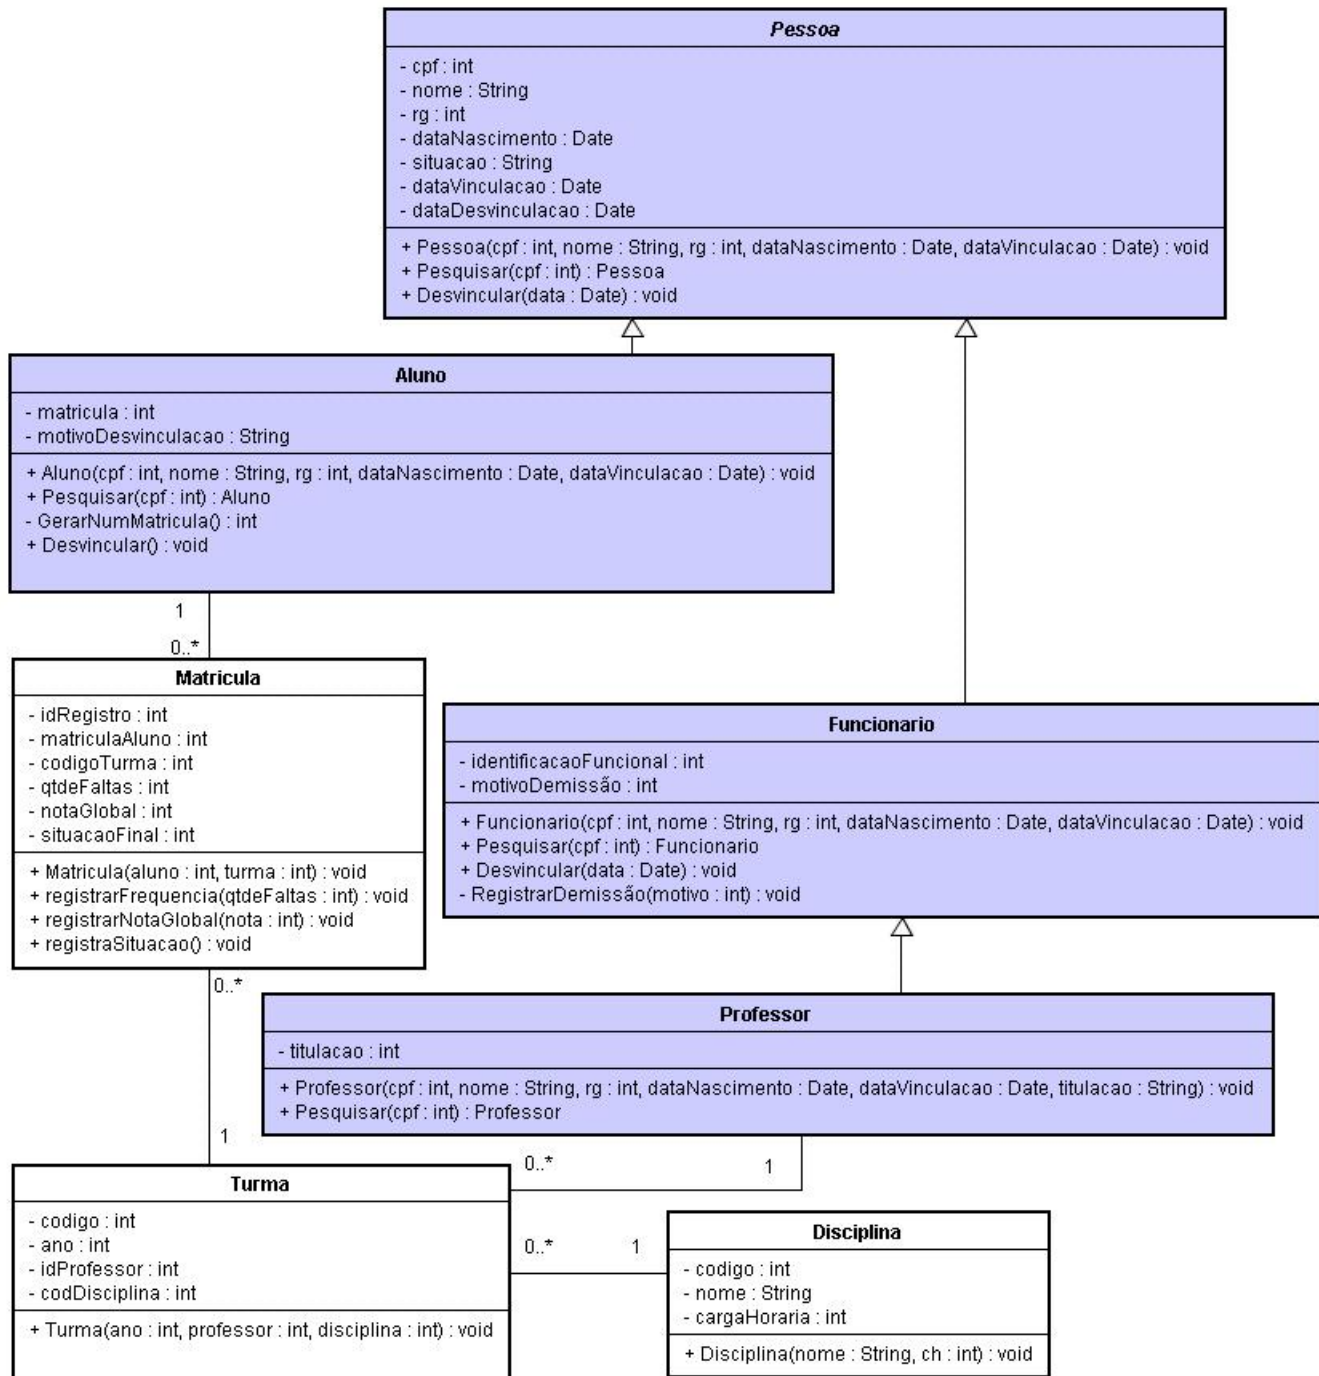 Pessoa
- cpf : int
- nome : String
- rg : int
- dataNascimento : Date
- situacao : String
- dataVinculacao : Date
- dataDesvinculacao : Date
+ Pessoa(cpf : int, nome : String, rg : int, dataNascimento : Date, dataVinculacao : Date) : void
+ Pesquisar(cpf : int) : Pessoa
+ Desvincular(data : Date) : void
Aluno
- matricula : int
- motivoDesvinculacao : String
+ Aluno(cpf : int, nome : String, rg : int, dataNascimento : Date, dataVinculacao : Date) : void
+ Pesquisar(cpf : int) : Aluno
- GerarNumMatricula() : int
+ Desvincular() : void
1
0..*
Matricula
- idRegistro : int
- matriculaAluno : int
- codigoTurma : int
- qtdeFaltas : int
- notaGlobal : int
- situacaoFinal : int
+ Matricula(aluno : int, turma : int) : void
+ registrarFrequencia(qtdeFaltas : int) : void
+ registrarNotaGlobal(nota : int) : void
+ registraSituacao() : void
Funcionario
- identificacaoFuncional : int
- motivoDemissão : int
+ Funcionario(cpf : int, nome : String, rg : int, dataNascimento : Date, dataVinculacao : Date) : void
+ Pesquisar(cpf : int) : Funcionario
+ Desvincular(data : Date) : void
- RegistrarDemissão(motivo : int) : void
0..*
Professor
- titulacao : int
+ Professor(cpf : int, nome : String, rg : int, dataNascimento : Date, dataVinculacao : Date, titulacao : String) : void
+ Pesquisar(cpf : int) : Professor
1
0..* 1
Turma
- codigo : int
- ano : int
- idProfessor : int
- codDisciplina : int
+ Turma(ano : int, professor : int, disciplina : int) : void
0..* 1
Disciplina
- codigo : int
- nome : String
- cargaHoraria : int
+ Disciplina(nome : String, ch : int) : void